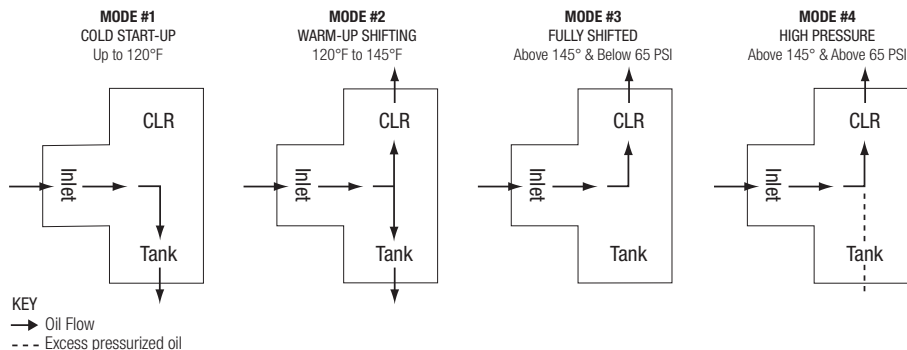 MODE #1
COLD START-UP
Up to 120°F
MODE #2
WARM-UP SHIFTING
120°F to 145°F
MODE #3
FULLY SHIFTED
Above 145° & Below 65 PSI
MODE #4
HIGH PRESSURE
Above 145° & Above 65 PSI
CLR
Inlet
Tank
CLR
Inlet
Tank
CLR
Inlet
Tank
CLR
Inlet
Tank
KEY
Oil Flow
Excess pressurized oil